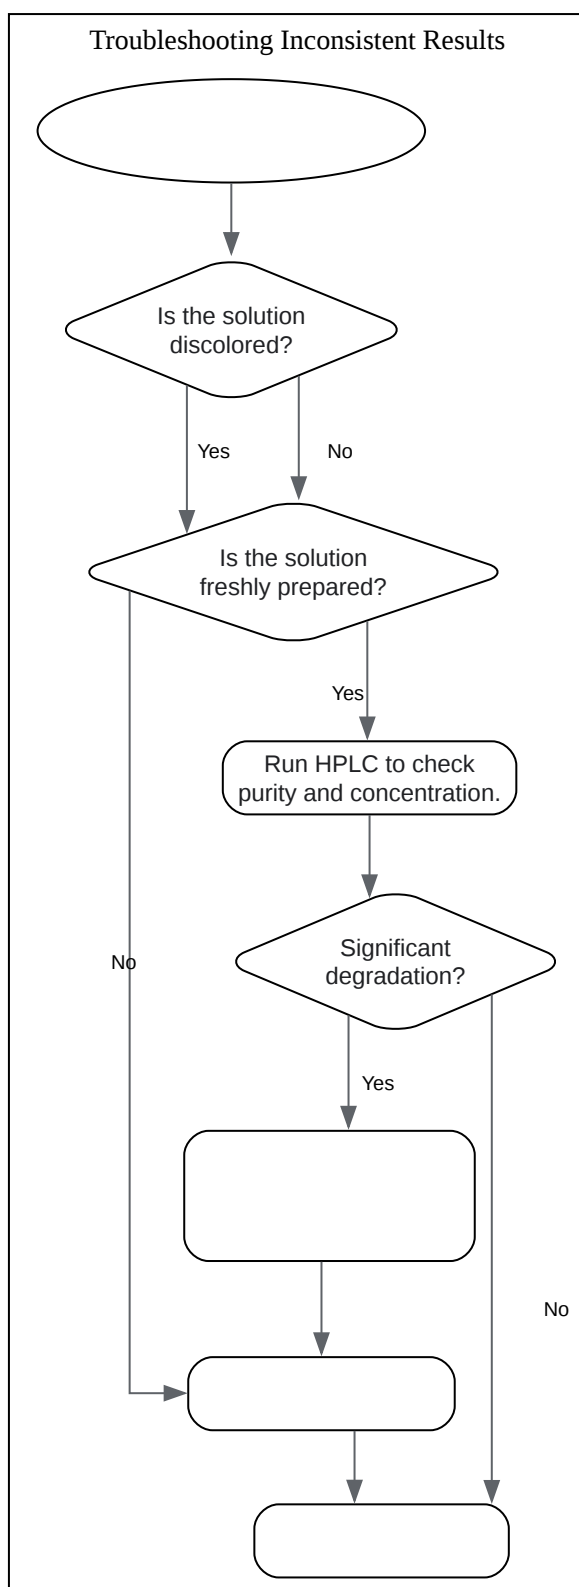 Troubleshooting Inconsistent Results
Is the solution
discolored?
Yes
No
Is the solution
freshly prepared?
Yes
Run HPLC to check
purity and concentration.
No
Significant
degradation?
Yes
No